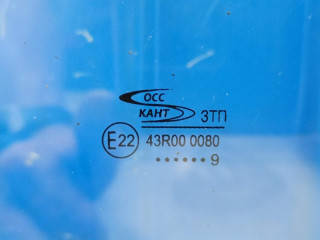 ОСС
КАНТ ЗТП
E22 43R00 0080
...... 9